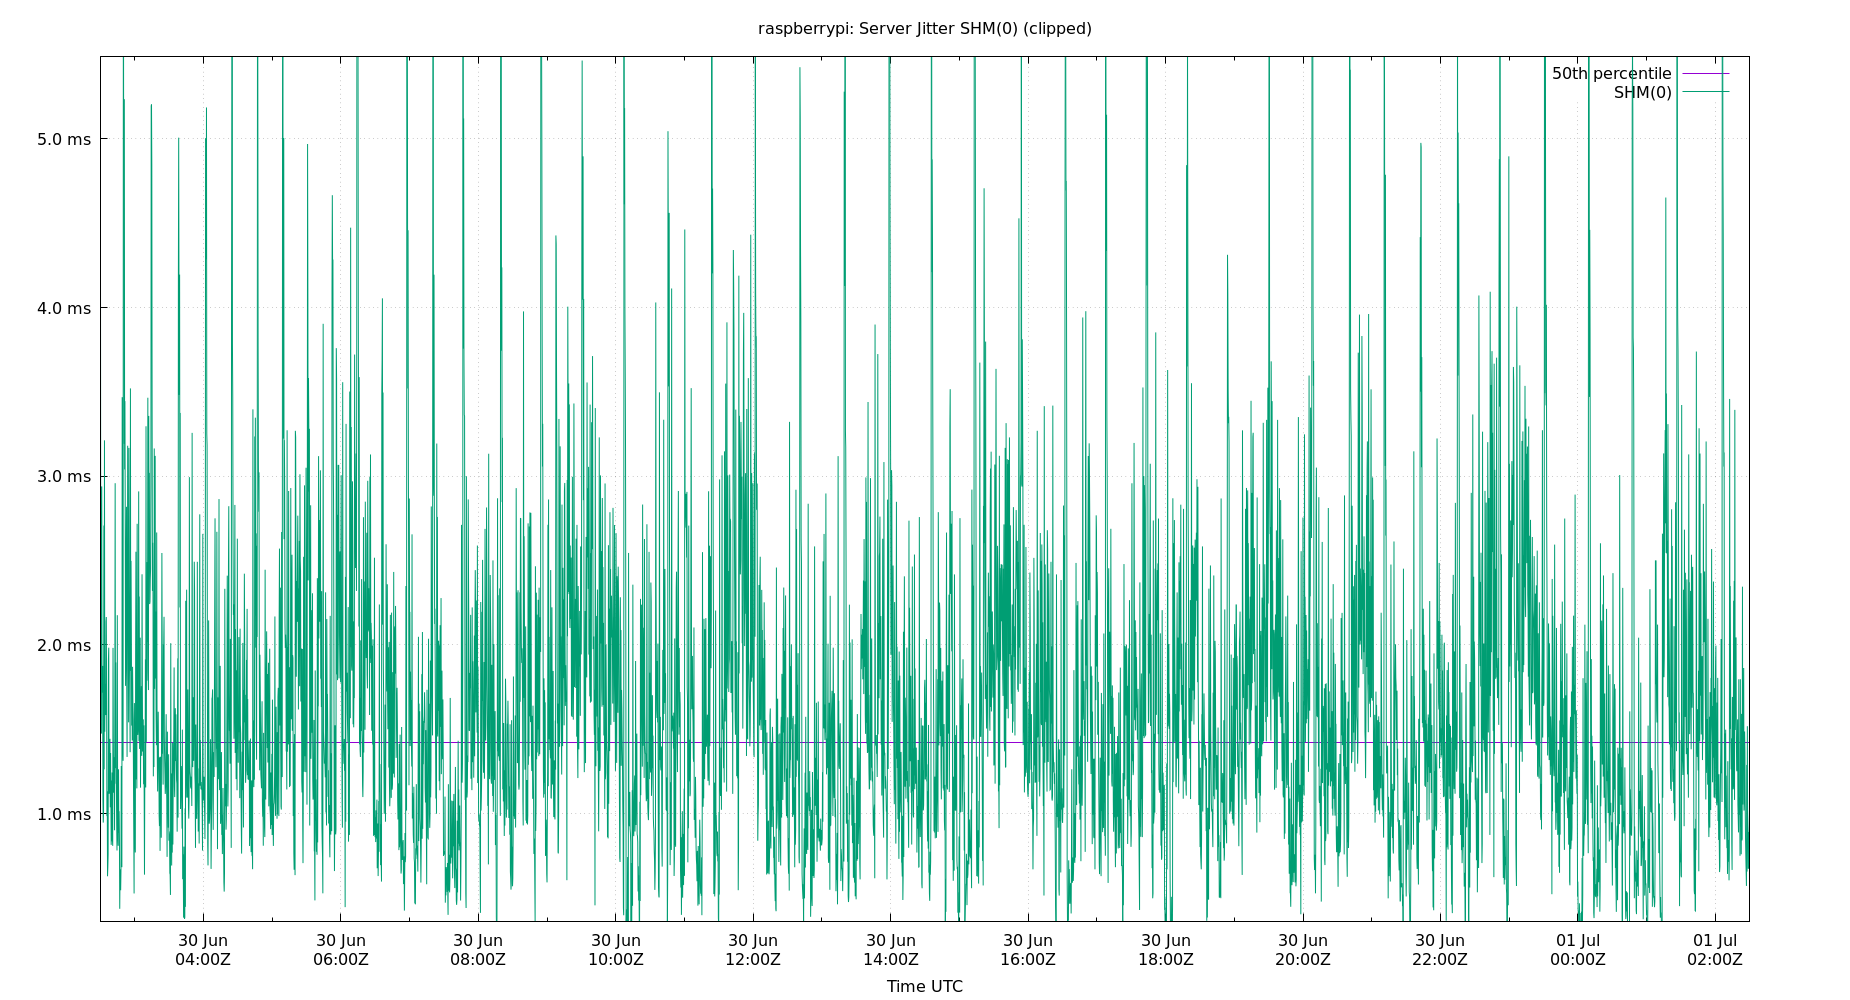 raspberrypi: Server Jitter SHM(0) (clipped)
50th percentile
SHM(0)
5.0 ms
4.0 ms
3.0 ms
2.0 ms
1.0 ms
30 Jun 30 Jun 30 Jun 30 Jun 30 Jun 30 Jun 30 Jun 30 Jun 30 Jun 30 Jun 01 Jul 01 Jul
04:00Z 06:00Z 08:00Z 10:00Z 12:00Z 14:00Z 16:00Z 18:00Z 20:00Z 22:00Z 00:00Z 02:00Z
Time UTC